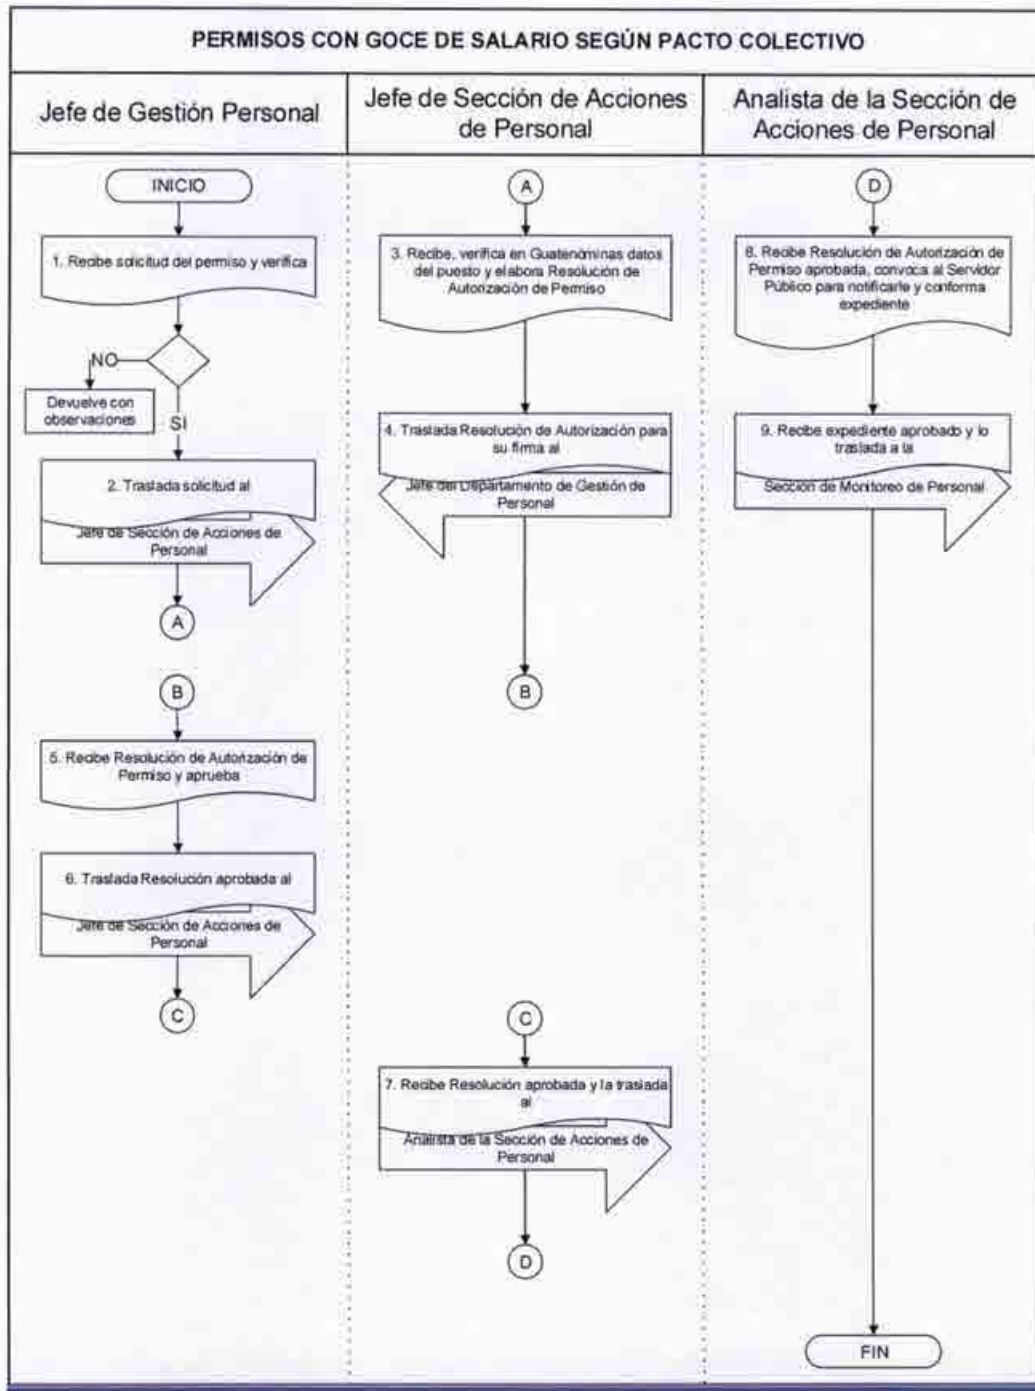 PERMISOS CON GOCE DE SALARIO SEGÚN PACTO COLECTIVO
Jefe de Gestión Personal
Jefe de Sección de Acciones
de Personal
Analista de la Sección de
Acciones de Personal
INICIO
1. Recibe solicitud del permiso y verifica
NO
Devuelve con
observaciones
SI
2. Traslada solicitud al
Jefe de Sección de Acciones de
Personal
A
B
5. Recibe Resolución de Autorización de
Permiso y aprueba
6. Traslada Resolución aprobada al
Jefe de Sección de Acciones de
Personal
C
A
3. Recibe, verifica en Guatenóminas datos
del puesto y elabora Resolución de
Autorización de Permiso
4. Traslada Resolución de Autorización para
su firma al
Jefe del Departamento de Gestión de
Personal
B
C
7. Recibe Resolución aprobada y la traslada
al
Analista de la Sección de Acciones de
Personal
D
D
8. Recibe Resolución de Autorización de
Permiso aprobada, convoca al Servidor
Público para notificarle y conforma
expediente
9. Recibe expediente aprobado y lo
traslada a la
Sección de Monitoreo de Personal
FIN